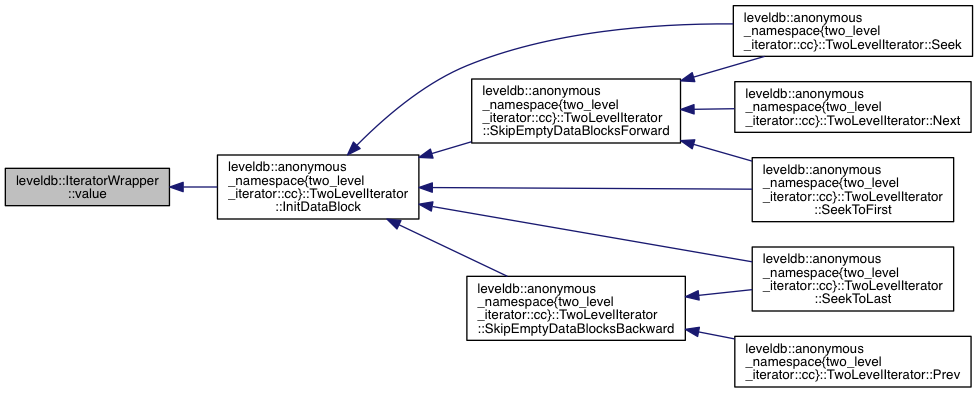 leveldb::IteratorWrapper
::value
leveldb::anonymous
_namespace{two_level
_iterator::cc}::TwoLevelIterator
::InitDataBlock
leveldb::anonymous
_namespace{two_level
_iterator::cc}::TwoLevelIterator
::SkipEmptyDataBlocksForward
leveldb::anonymous
_namespace{two_level
_iterator::cc}::TwoLevelIterator
::SkipEmptyDataBlocksBackward
leveldb::anonymous
_namespace{two_level
_iterator::cc}::TwoLevelIterator::Seek
leveldb::anonymous
_namespace{two_level
_iterator::cc}::TwoLevelIterator::Next
leveldb::anonymous
_namespace{two_level
_iterator::cc}::TwoLevelIterator
::SeekToFirst
leveldb::anonymous
_namespace{two_level
_iterator::cc}::TwoLevelIterator
::SeekToLast
leveldb::anonymous
_namespace{two_level
_iterator::cc}::TwoLevelIterator::Prev